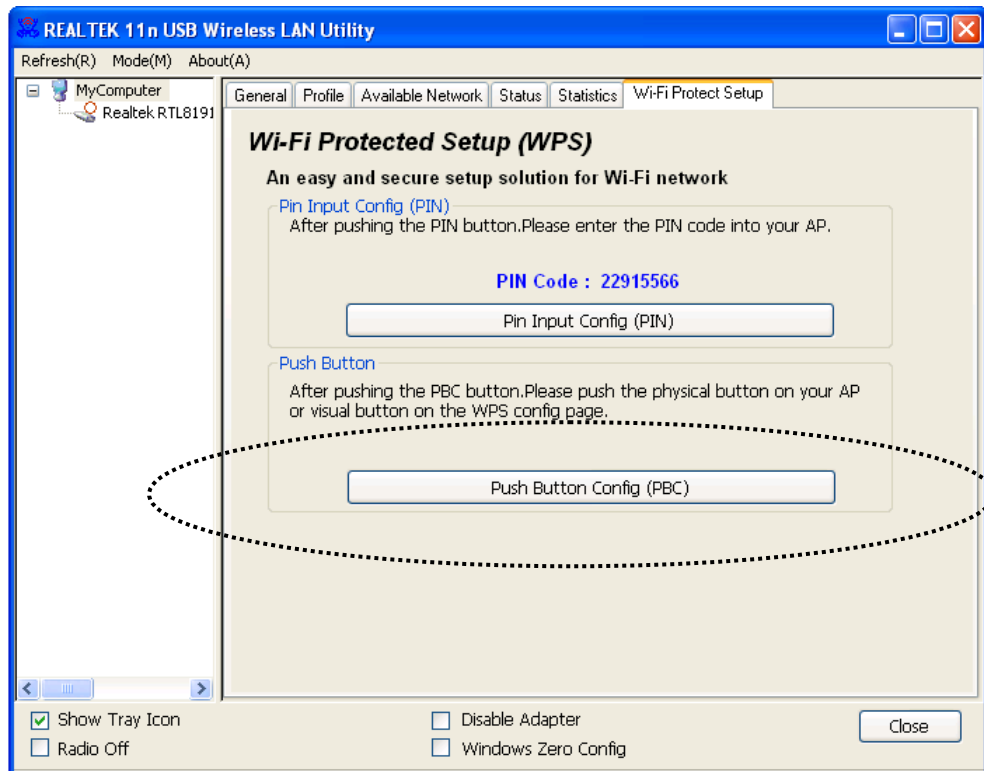 REALTEK 11n USB Wireless LAN Utility
Refresh(R) Mode(M) About(A)
MyComputer
Realtek RTL8191
General Profile Available Network Status Statistics Wi-Fi Protect Setup
Wi-Fi Protected Setup (WPS)
An easy and secure setup solution for Wi-Fi network
Pin Input Config (PIN)
After pushing the PIN button.Please enter the PIN code into your AP.
PIN Code : 22915566
Pin Input Config (PIN)
Push Button
After pushing the PBC button.Please push the physical button on your AP
or visual button on the WPS config page.
Push Button Config (PBC)
Show Tray Icon
Disable Adapter
Close
Radio Off
Windows Zero Config